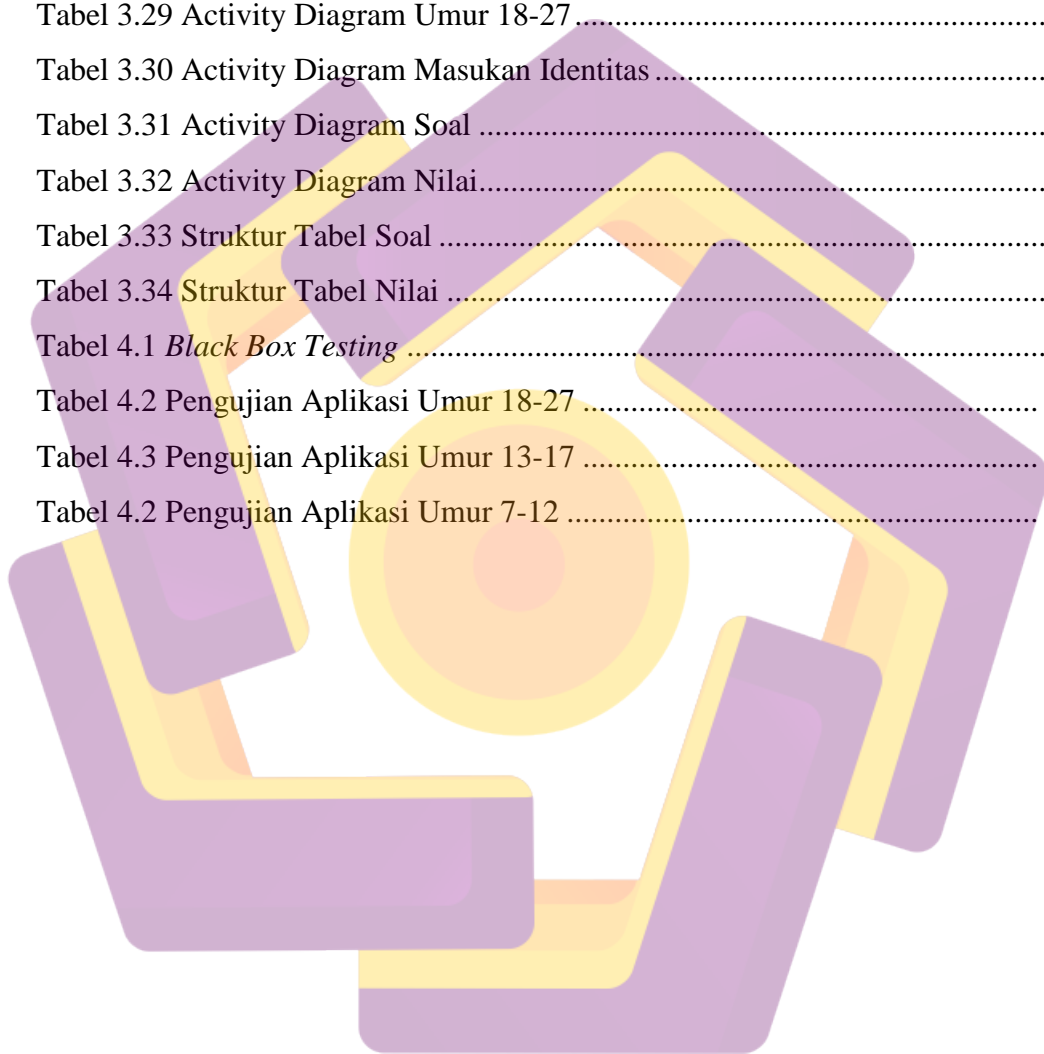 Tabel 3.29 Activity Diagram Umur 18-27....................................................................
Tabel 3.30 Activity Diagram Masukan Identitas..........................................................
Tabel 3.31 Activity Diagram Soal ...............................................................................
Tabel 3.32 Activity Diagram Nilai...............................................................................
Tabel 3.33 Struktur Tabel Soal ....................................................................................
Tabel 3.34 Struktur Tabel Nilai ...................................................................................
Tabel 4.1 Black Box Testing .......................................................................................
Tabel 4.2 Pengujian Aplikasi Umur 18-27 ................................................................
Tabel 4.3 Pengujian Aplikasi Umur 13-17 ................................................................
Tabel 4.2 Pengujian Aplikasi Umur 7-12 ..................................................................